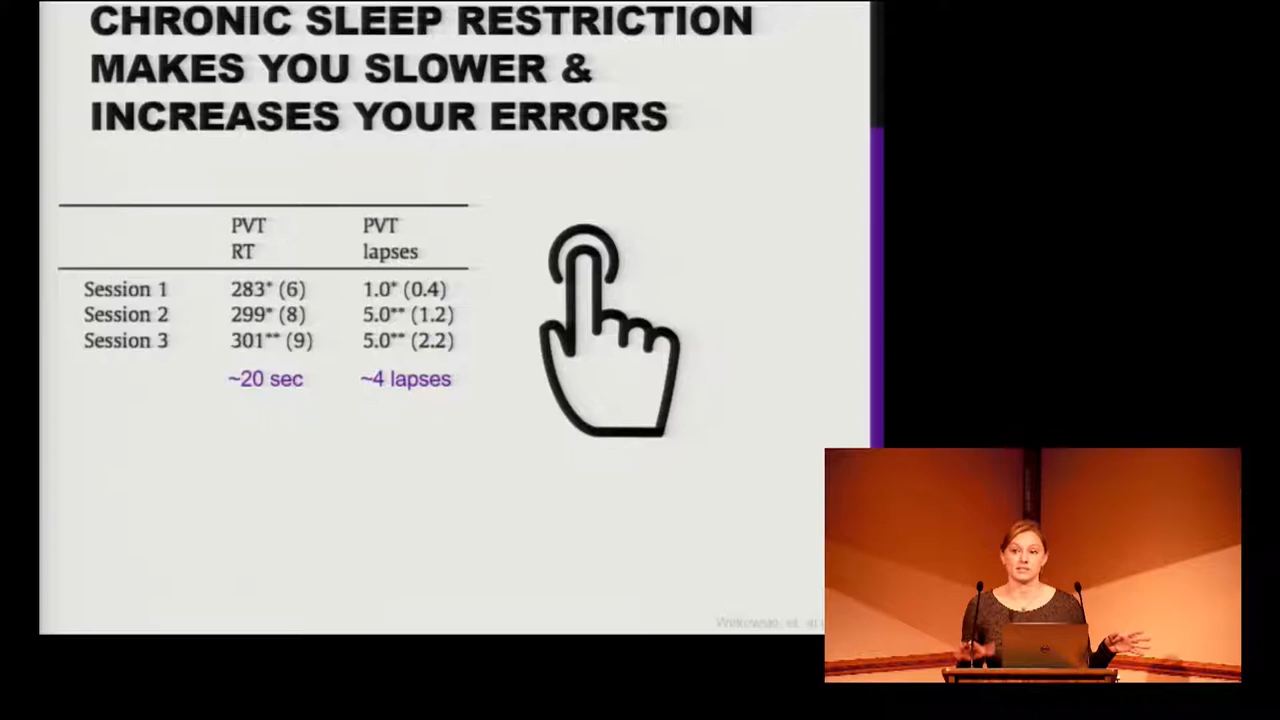 CHRONIC SLEEP RESTRICTION
MAKES YOU SLOWER &
INCREASES YOUR ERRORS
PVT PVT
RT lapses
Session 1 283* (6) 1.0* (0.4)
Session 2 299* (8) 5.0** (1.2)
Session 3 301** (9) 5.0** (2.2)
~20 sec ~4 lapses
et. al